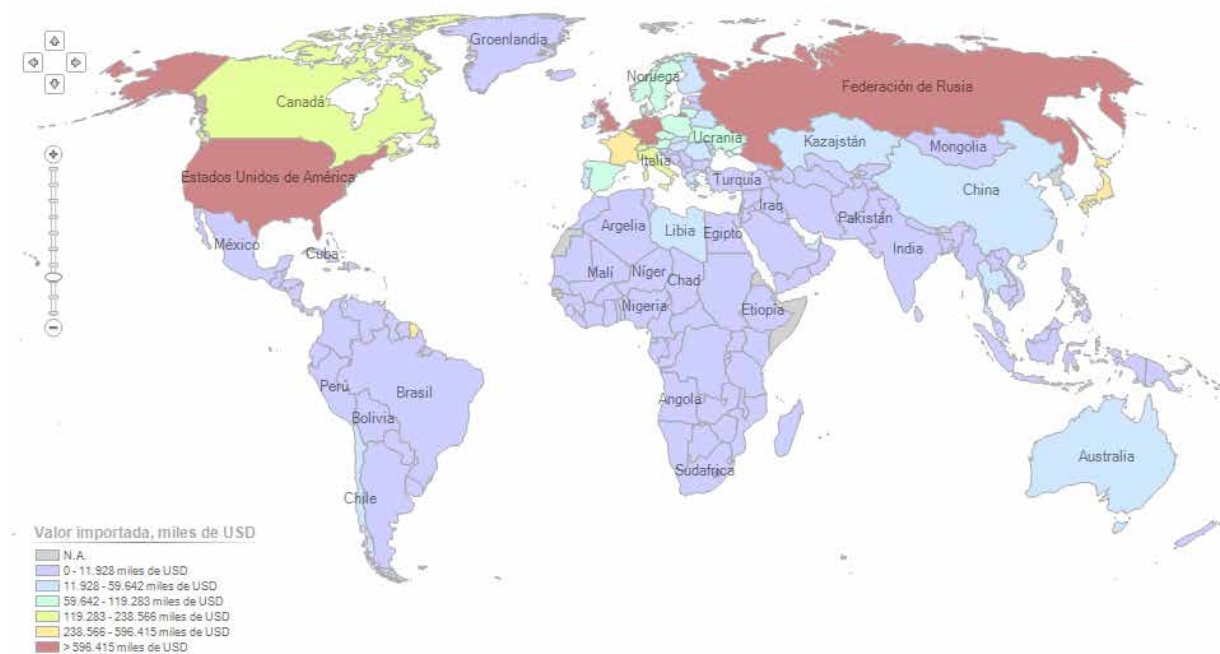 Groenlandia
Noruega
Canadá
Federación de Rusia
Ucrania
Kazajstán
Mongolia
Italia
Estados Unidos de América
Turquía
China
Iraq
Pakistán
Argelia
Libia
Egipto
México
Cuba
India
Malí
Níger
Chad
Nigeria
Etiopía
Perú
Brasil
Angola
Bolivia
Australia
Sudafrica
Chile
Valor importada, miles de USD
N.A.
0 - 11.928 miles de USD
11.928 - 59.642 miles de USD
59.642 - 119.283 miles de USD
119.283 - 238.566 miles de USD
238.566 - 596.415 miles de USD
> 596.415 miles de USD